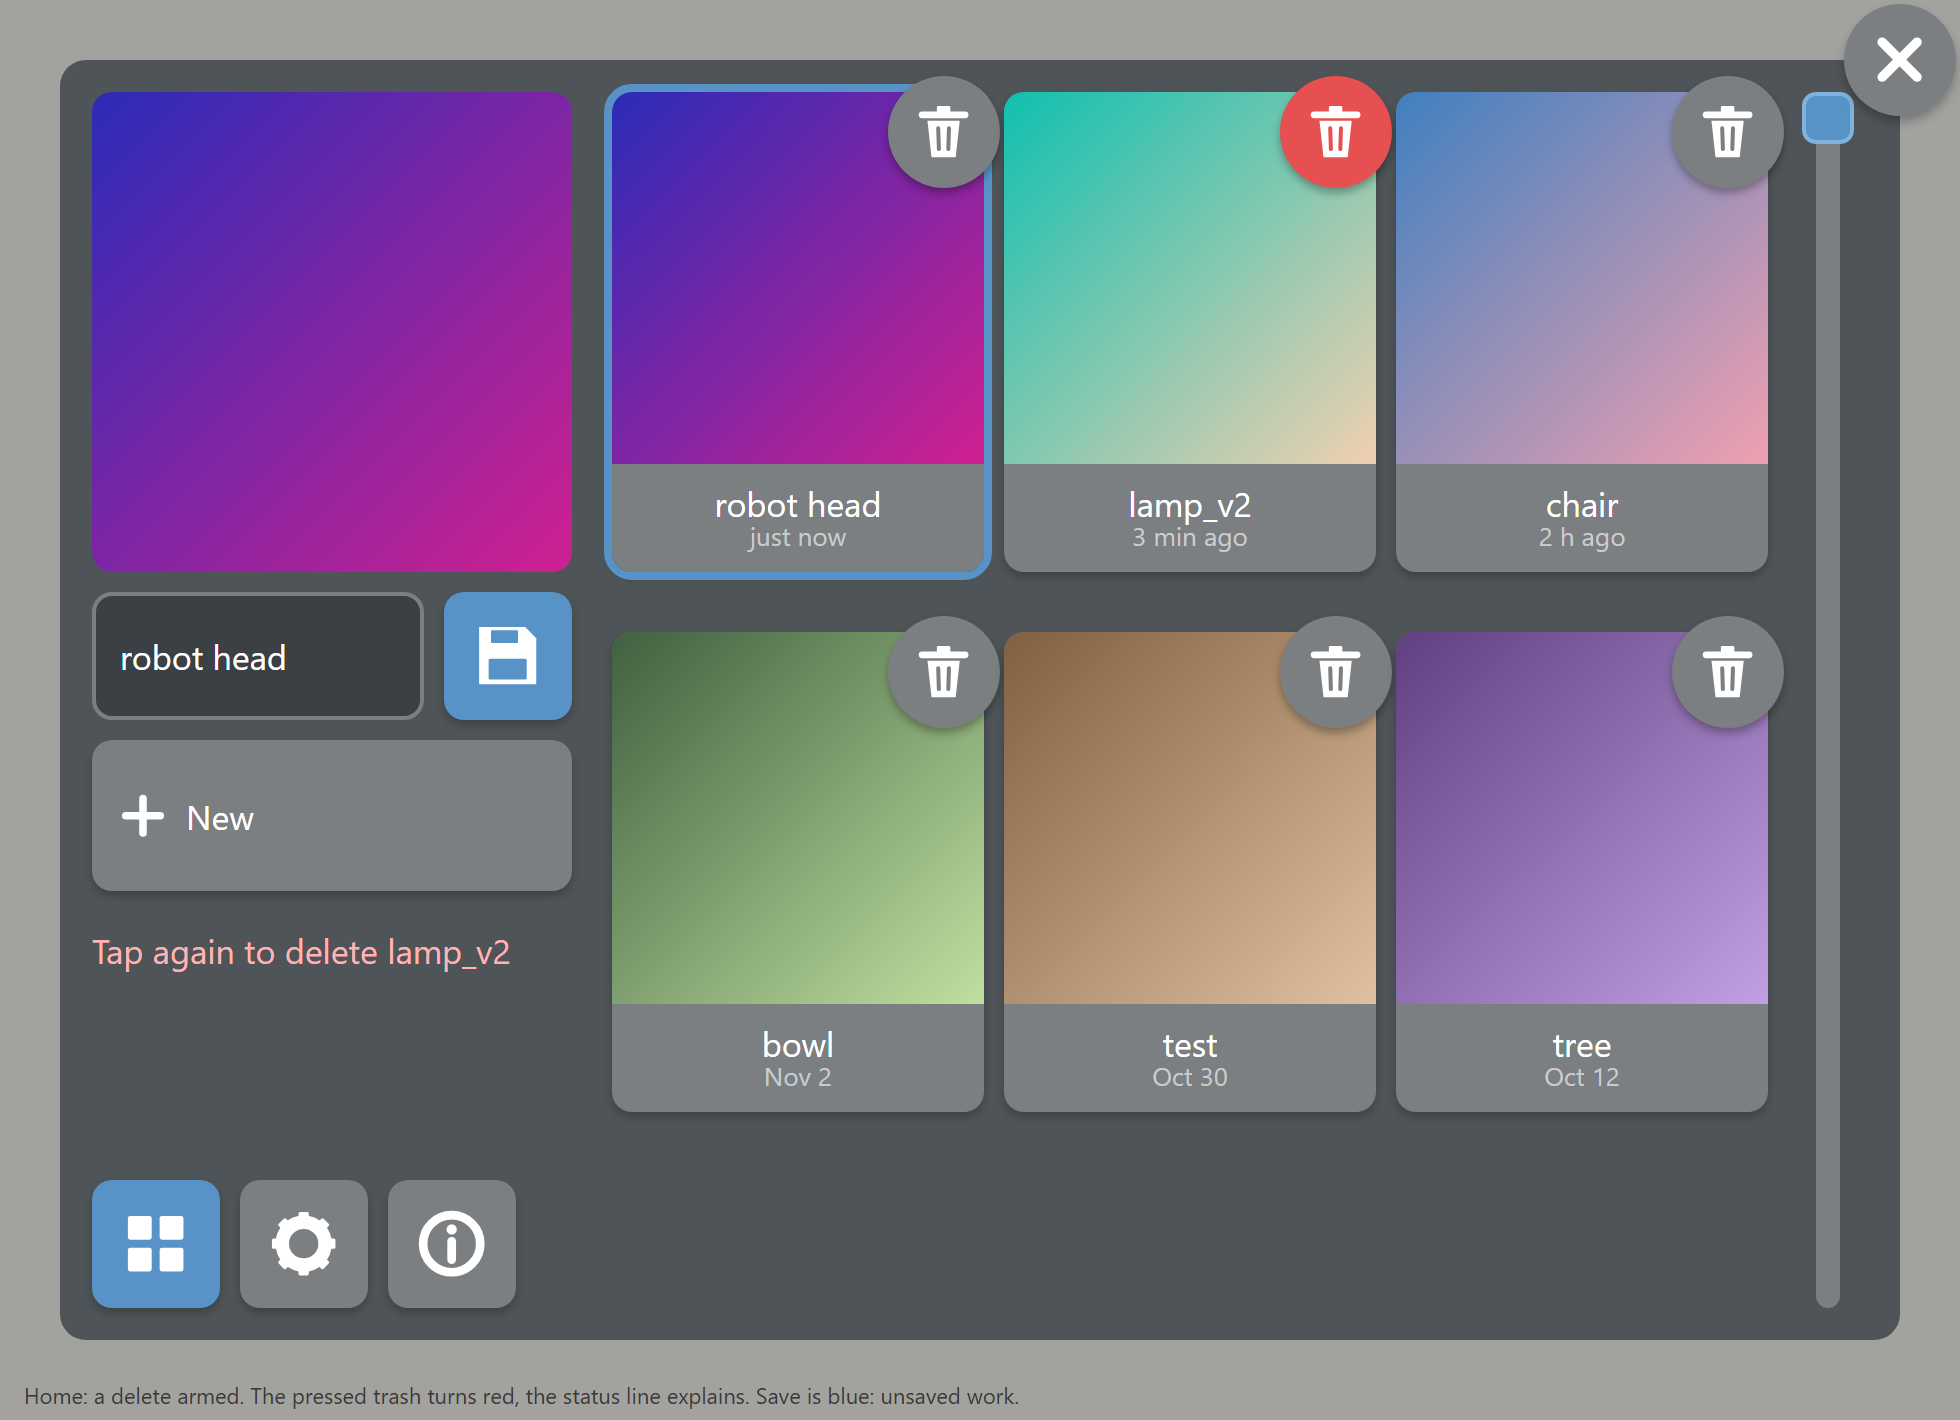 robot head
New
Tap again to delete lamp_v2
robot head
just now
lamp_v2
3 min ago
chair
2 h ago
bowl
Nov 2
test
Oct 30
tree
Oct 12
Home: a delete armed. The pressed trash turns red, the status line explains. Save is blue: unsaved work.